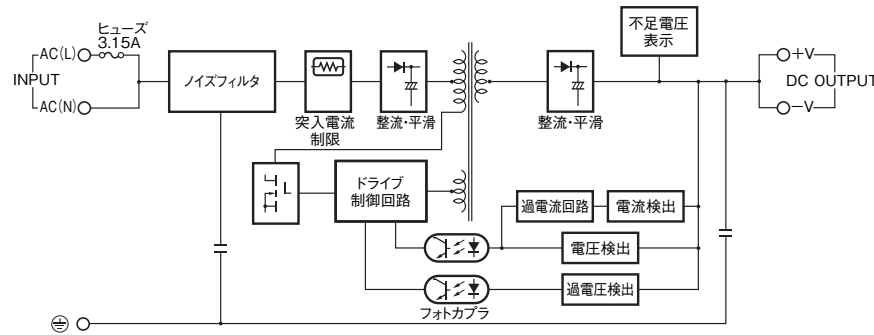 ヒューズ
3.15A
AC(L)
INPUT
AC(N)
ノイズフィルタ
突入電流
制限
整流・平滑
整流・平滑
不足電圧
表示
+V
DC OUTPUT
−V
ドライブ
制御回路
過電流回路
電流検出
電圧検出
過電圧検出
フォトカプラ